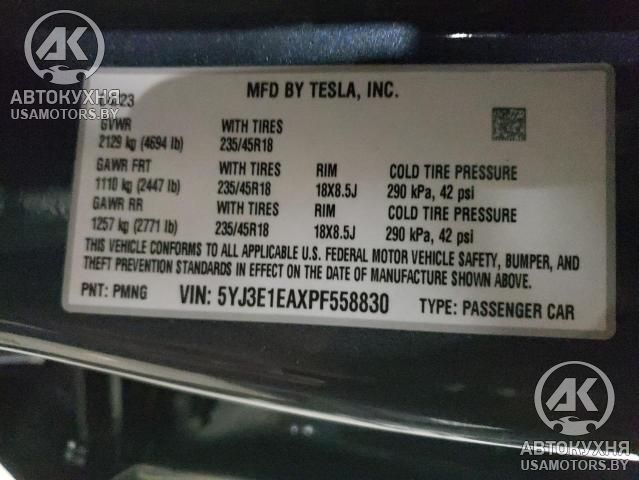 АК
АВТОКУХНЯ
USAMOTORS.BY
MFD BY TESLA, INC.
GVWR WITH TIRES
2129 kg (4694 lb) 235/45R18
GAWR FRT WITH TIRES RIM COLD TIRE PRESSURE
1110 kg (2447 lb) 235/45R18 18X8.5J 290 kPa, 42 psi
GAWR RR WITH TIRES RIM COLD TIRE PRESSURE
1257 kg (2771 lb) 235/45R18 18X8.5J 290 kPa, 42 psi
THIS VEHICLE CONFORMS TO ALL APPLICABLE U.S. FEDERAL MOTOR VEHICLE SAFETY, BUMPER, AND
THEFT PREVENTION STANDARDS IN EFFECT ON THE DATE OF MANUFACTURE SHOWN ABOVE.
PNT: PMNG VIN: 5YJ3E1EAXPF558830 TYPE: PASSENGER CAR
АК
АВТОКУХНЯ
USAMOTORS.BY